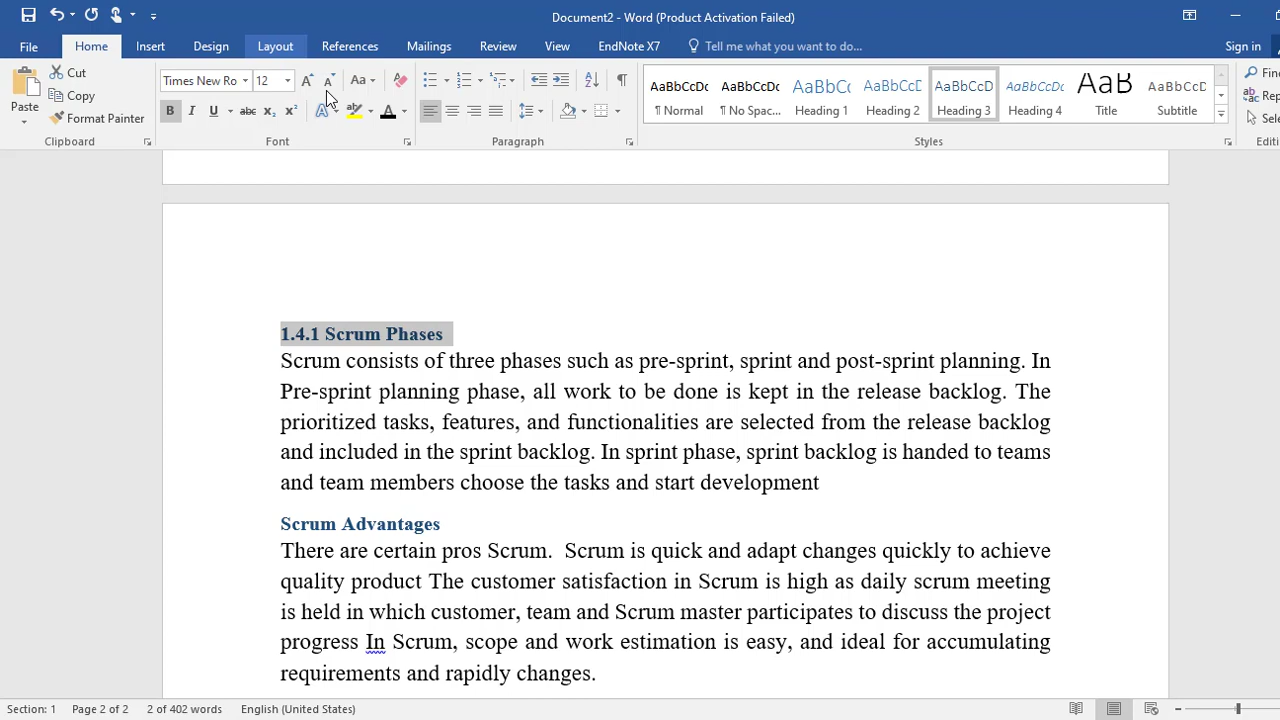 Document2 - Word (Product Activation Failed)
File Home Insert Design Layout References Mailings Review View EndNote X7 Tell me what you want to do... Sign in
Cut
Copy
Format Painter
Paste
Clipboard
Times New Ro 12 Aa
B I U abc x₂ x² A ab A
Font
Paragraph
AaBbCcDc AaBbCcDc AaBbCc AaBbCcD AaBbCcD AaBbCcDc AaB AaBbCcD
¶ Normal ¶ No Spac... Heading 1 Heading 2 Heading 3 Heading 4 Title Subtitle
Styles
1.4.1 Scrum Phases
Scrum consists of three phases such as pre-sprint, sprint and post-sprint planning. In
Pre-sprint planning phase, all work to be done is kept in the release backlog. The
prioritized tasks, features, and functionalities are selected from the release backlog
and included in the sprint backlog. In sprint phase, sprint backlog is handed to teams
and team members choose the tasks and start development
Scrum Advantages
There are certain pros Scrum.  Scrum is quick and adapt changes quickly to achieve
quality product The customer satisfaction in Scrum is high as daily scrum meeting
is held in which customer, team and Scrum master participates to discuss the project
progress In Scrum, scope and work estimation is easy, and ideal for accumulating
requirements and rapidly changes.
Section: 1 Page 2 of 2 2 of 402 words English (United States)